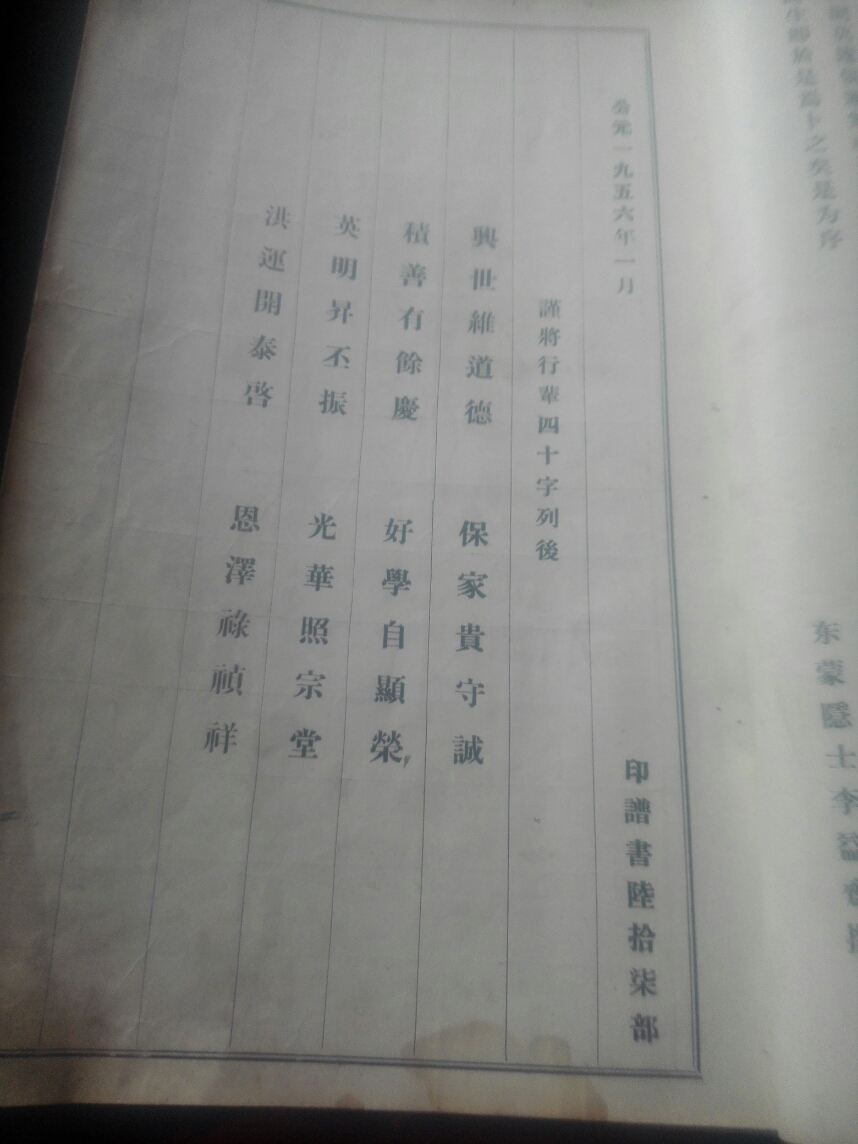 生即於是爲卜之矣是为序
东蒙隱士李
公元一九五六年一月
印譜書陸拾柒部
謹將行輩四十字列後
興世維道德 保家貴守誠
積善有餘慶 好學自顯榮,
英明昇丕振 光華照宗堂
洪運開泰啓 恩澤祿禎祥